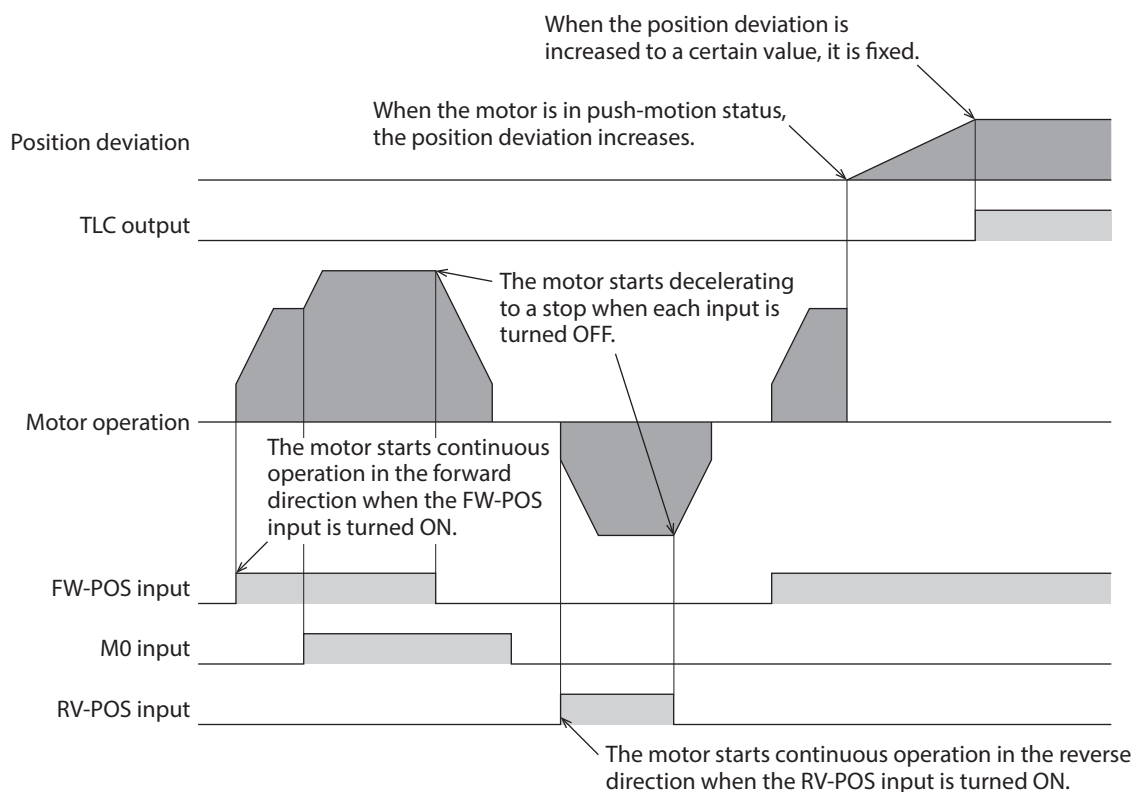 When the position deviation is
increased to a certain value, it is fixed.
When the motor is in push-motion status,
the position deviation increases.
Position deviation
TLC output
The motor starts decelerating
to a stop when each input is
turned OFF.
Motor operation
The motor starts continuous
operation in the forward
direction when the FW-POS
input is turned ON.
FW-POS input
M0 input
RV-POS input
The motor starts continuous operation in the reverse
direction when the RV-POS input is turned ON.